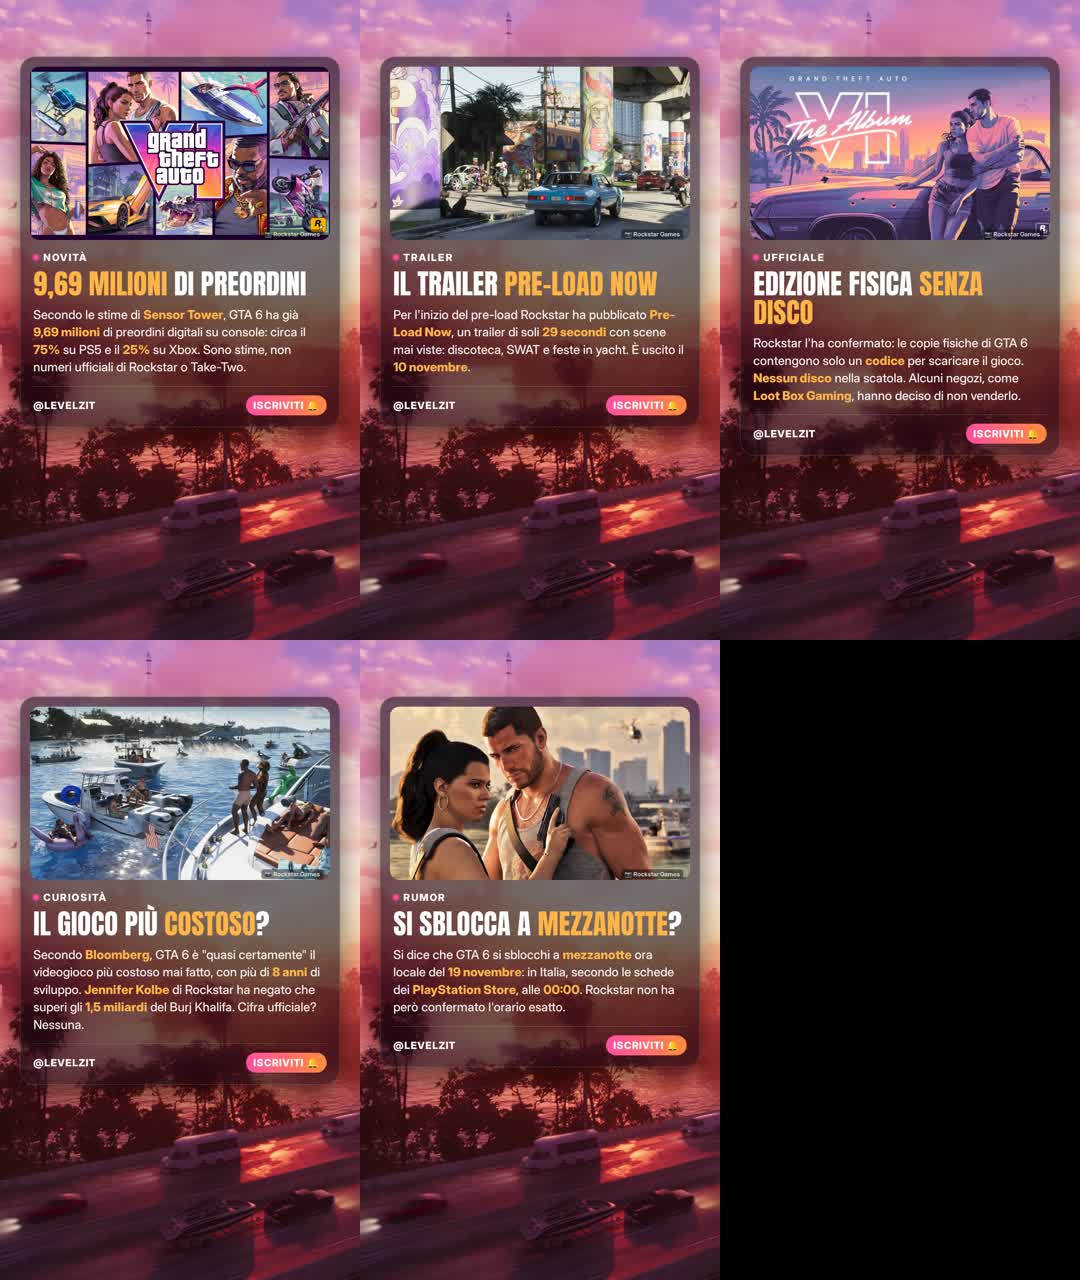 grand
theft
auto
VI
R
Rockstar Games
NOVITÀ
9,69 MILIONI DI PREORDINI
Secondo le stime di Sensor Tower, GTA 6 ha già
9,69 milioni di preordini digitali su console: circa il
75% su PS5 e il 25% su Xbox. Sono stime, non
numeri ufficiali di Rockstar o Take-Two.
@LEVELZIT
ISCRIVITI 🔔
Rockstar Games
TRAILER
IL TRAILER PRE-LOAD NOW
Per l'inizio del pre-load Rockstar ha pubblicato Pre-
Load Now, un trailer di soli 29 secondi con scene
mai viste: discoteca, SWAT e feste in yacht. È uscito il
10 novembre.
@LEVELZIT
ISCRIVITI 🔔
GRAND THEFT AUTO
VI
The Album
R
Rockstar Games
UFFICIALE
EDIZIONE FISICA SENZA
DISCO
Rockstar l'ha confermato: le copie fisiche di GTA 6
contengono solo un codice per scaricare il gioco.
Nessun disco nella scatola. Alcuni negozi, come
Loot Box Gaming, hanno deciso di non venderlo.
@LEVELZIT
ISCRIVITI 🔔
Rockstar Games
CURIOSITÀ
IL GIOCO PIÙ COSTOSO?
Secondo Bloomberg, GTA 6 è "quasi certamente" il
videogioco più costoso mai fatto, con più di 8 anni di
sviluppo. Jennifer Kolbe di Rockstar ha negato che
superi gli 1,5 miliardi del Burj Khalifa. Cifra ufficiale?
Nessuna.
@LEVELZIT
ISCRIVITI 🔔
Rockstar Games
RUMOR
SI SBLOCCA A MEZZANOTTE?
Si dice che GTA 6 si sblocchi a mezzanotte ora
locale del 19 novembre: in Italia, secondo le schede
dei PlayStation Store, alle 00:00. Rockstar non ha
però confermato l'orario esatto.
@LEVELZIT
ISCRIVITI 🔔